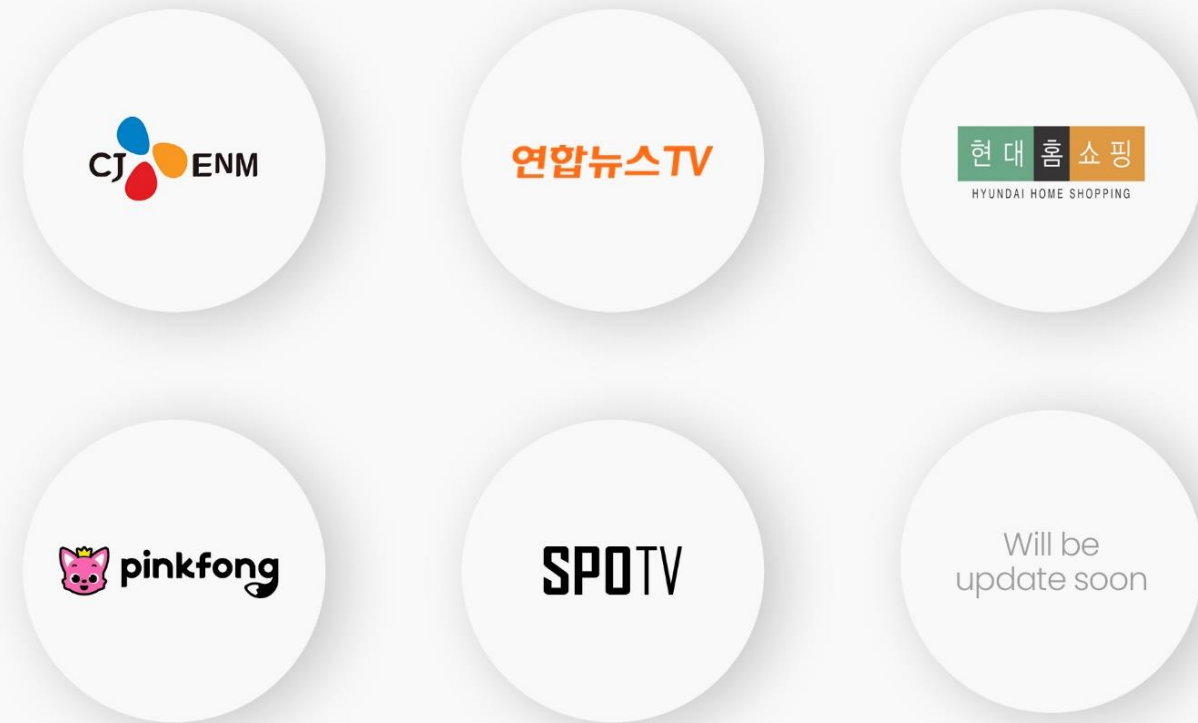 CJ ENM
연합뉴스TV
현대홈쇼핑
HYUNDAI HOME SHOPPING
pinkfong
SPOTV
Will be
update soon